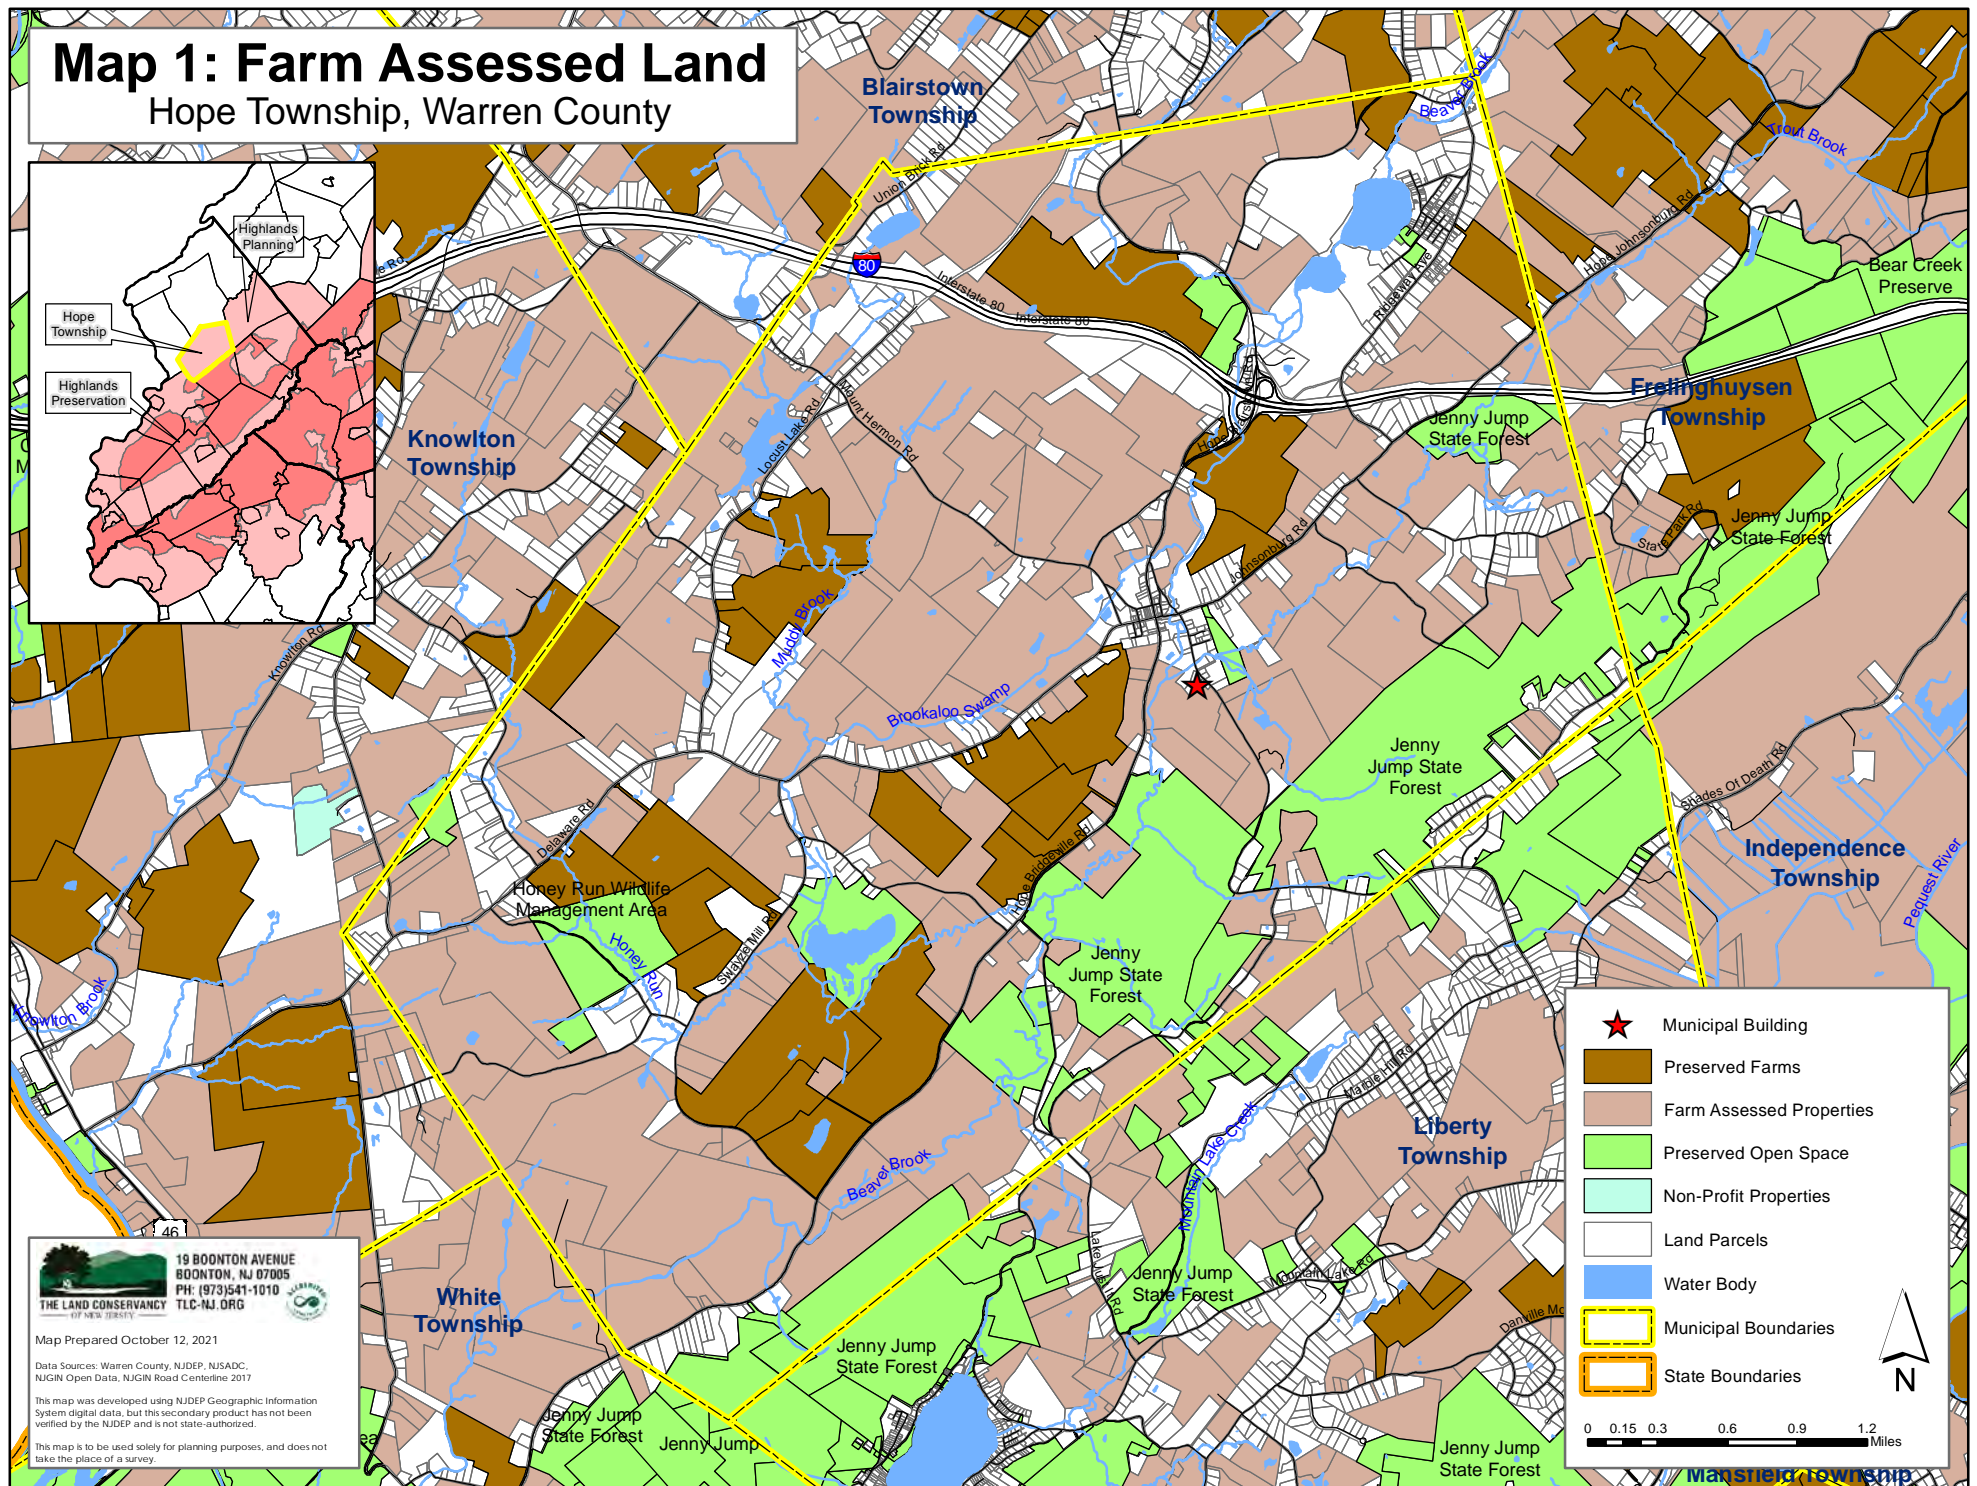 Map 1: Farm Assessed Land
Hope Township, Warren County
Highlands
Planning
Hope
Township
Highlands
Preservation
Blairstown
Township
Beaver Brook
Trout Brook
Union Brick Rd
Hope Johnsonburg Rd
80
Interstate 80
Interstate 80
Ridgeway Ave
Bear Creek
Preserve
Frelinghuysen
Township
Jenny Jump
State Forest
Mount Hermon Rd
Locust Lake Rd
Knowlton
Township
Johnsonburg Rd
State Park Rd
Jenny Jump
State Forest
Muddy Brook
Knowlton Rd
Brookaloo Swamp
Jenny
Jump State
Forest
Shades Of Death Rd
Independence
Township
Pequest River
Delaware Rd
Hope Bridgeville Rd
Honey Run Wildlife
Management Area
Honey Run
Swayze Mill Rd
Jenny
Jump State
Forest
Knowlton Brook
Marble Hill Rd
Liberty
Township
Mountain Lake Creek
Beaver Brook
46
Lake Just It Rd
Jenny Jump
State Forest
Mountain Lake Rd
Danville Mo
White
Township
Jenny Jump
State Forest
Jenny Jump
State Forest
Jenny Jump
Jenny Jump
State Forest
Mansfield Township
Municipal Building
Preserved Farms
Farm Assessed Properties
Preserved Open Space
Non-Profit Properties
Land Parcels
Water Body
Municipal Boundaries
State Boundaries
N
0 0.15 0.3 0.6 0.9 1.2
Miles
THE LAND CONSERVANCY
OF NEW JERSEY
19 BOONTON AVENUE
BOONTON, NJ 07005
PH: (973)541-1010
TLC-NJ.ORG
Map Prepared October 12, 2021
Data Sources: Warren County, NJDEP, NJSADC,
NJGIN Open Data, NJGIN Road Centerline 2017
This map was developed using NJDEP Geographic Information
System digital data, but this secondary product has not been
verified by the NJDEP and is not state-authorized.
This map is to be used solely for planning purposes, and does not
take the place of a survey.